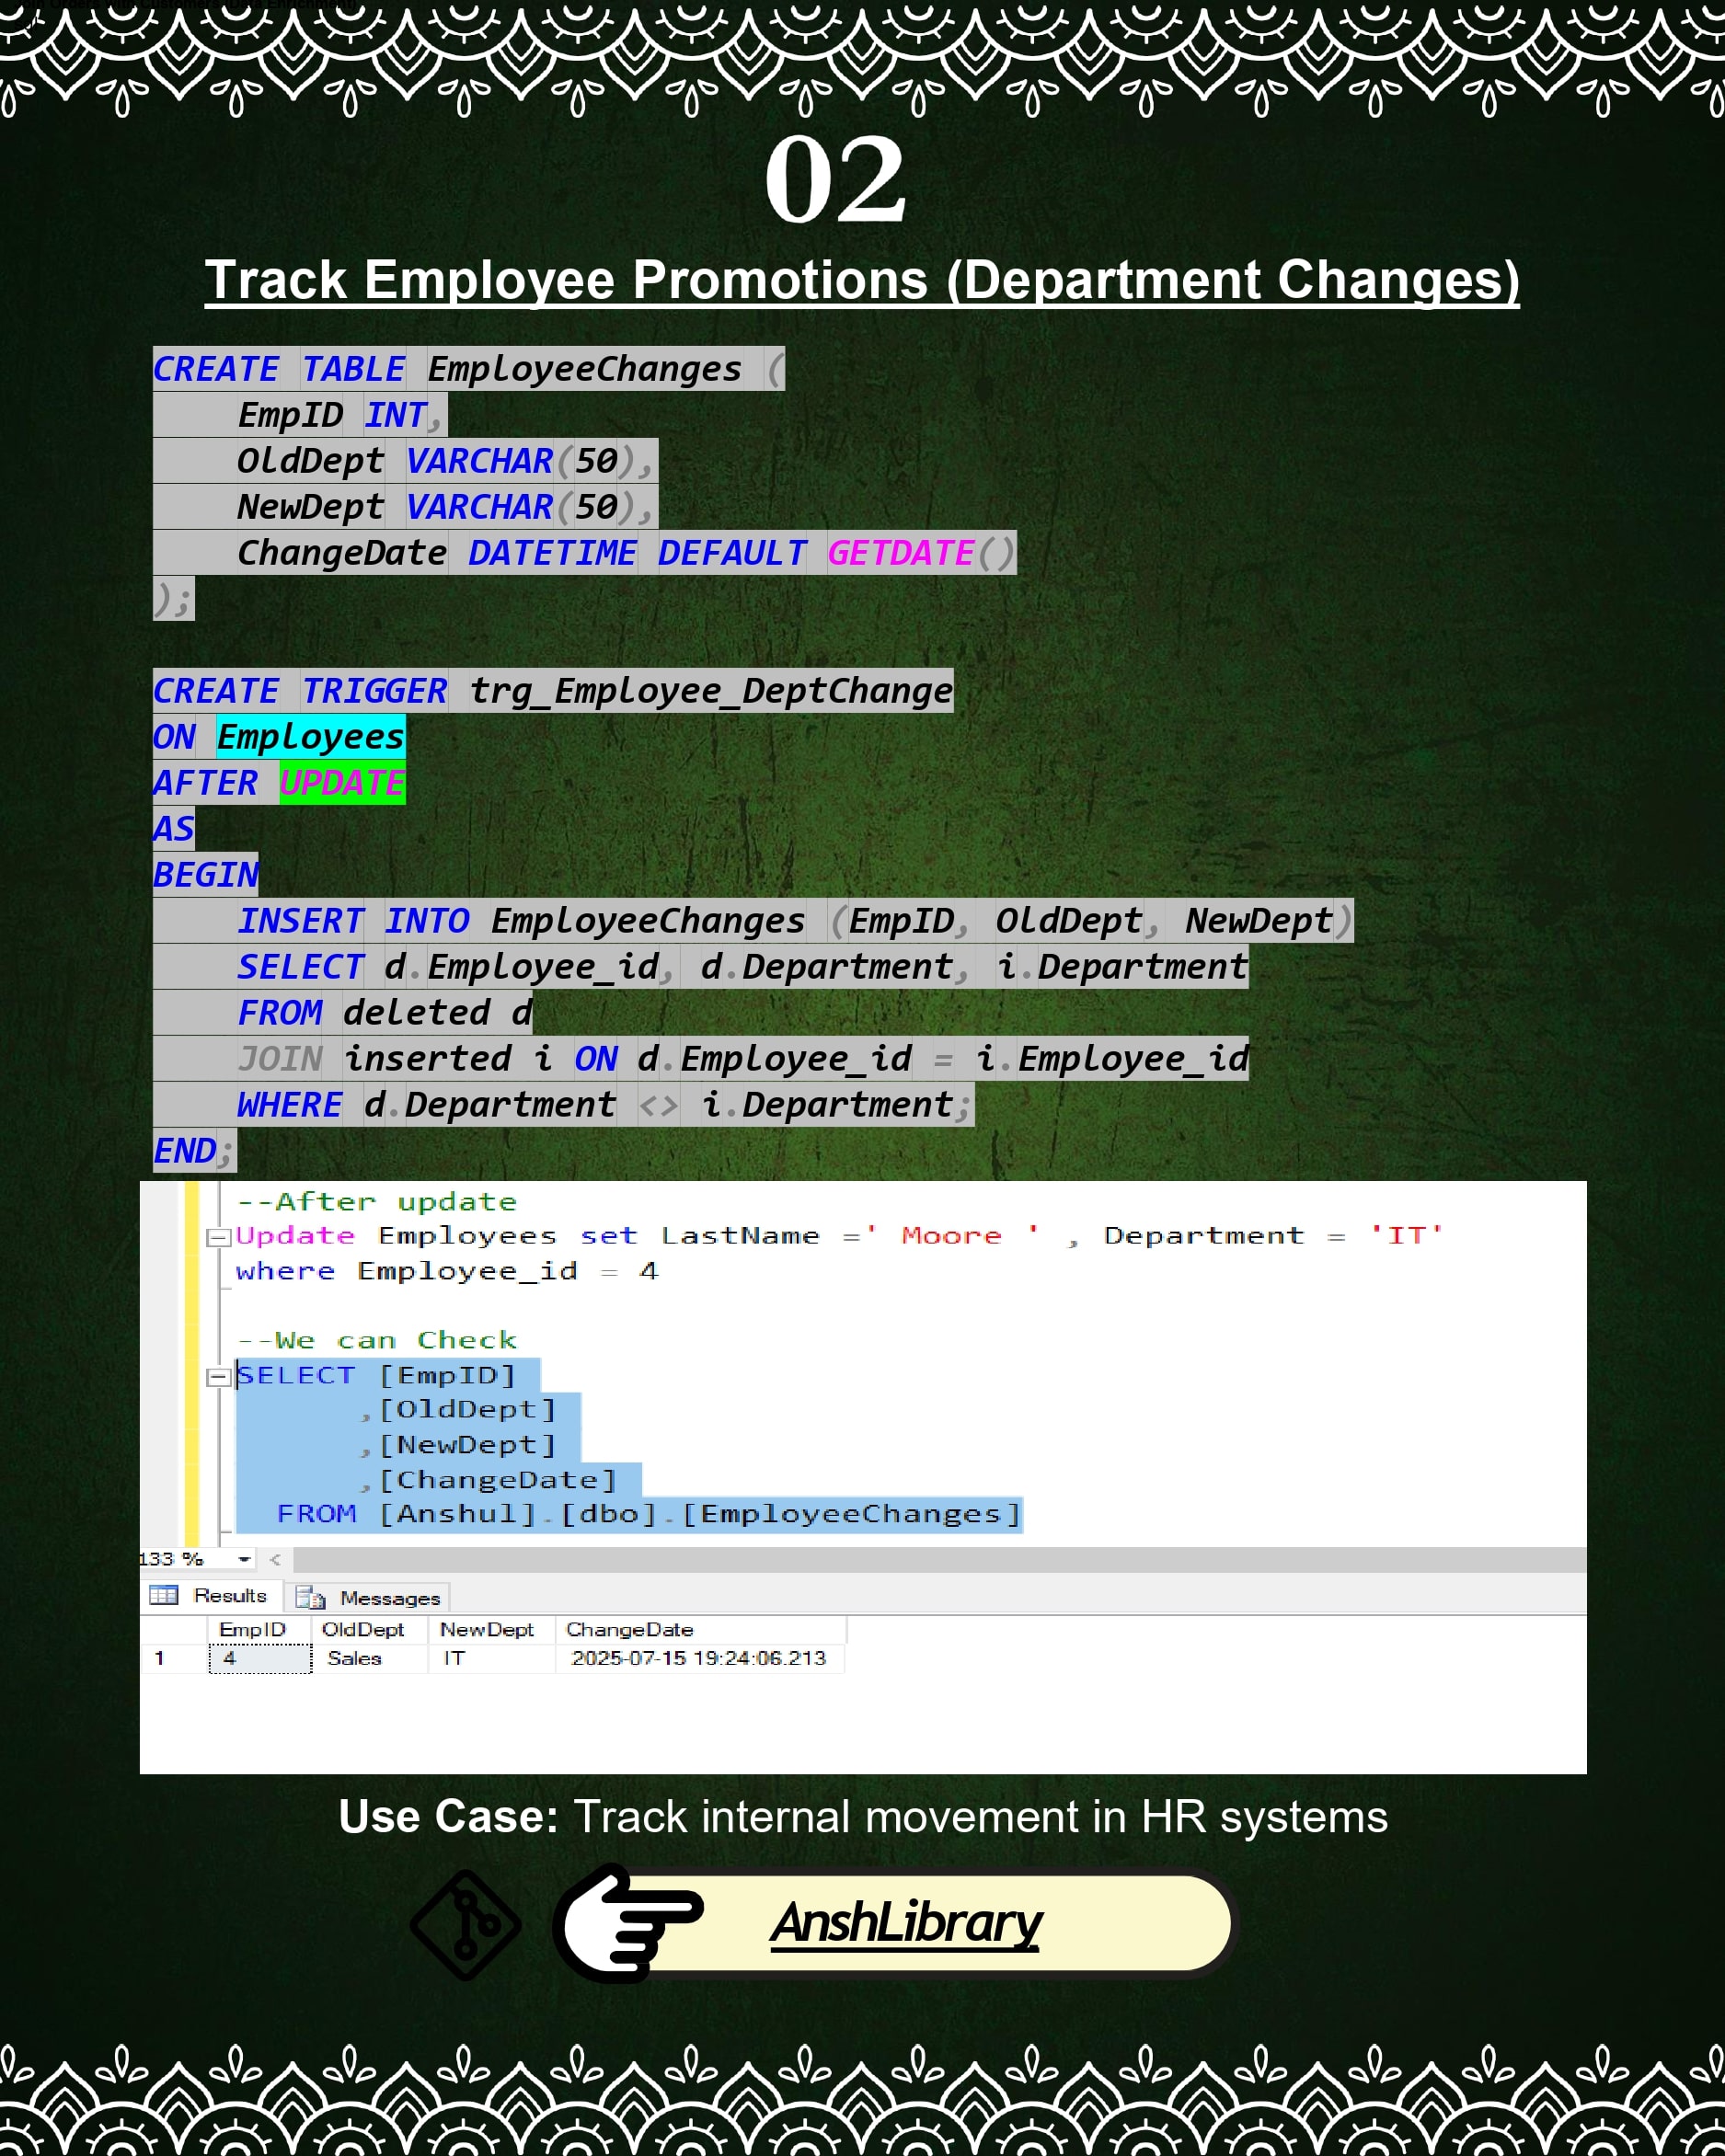 02
Track Employee Promotions (Department Changes)
CREATE TABLE EmployeeChanges (
    EmpID INT,
    OldDept VARCHAR(50),
    NewDept VARCHAR(50),
    ChangeDate DATETIME DEFAULT GETDATE()
);
CREATE TRIGGER trg_Employee_DeptChange
ON Employees
AFTER UPDATE
AS
BEGIN
    INSERT INTO EmployeeChanges (EmpID, OldDept, NewDept)
    SELECT d.Employee_id, d.Department, i.Department
    FROM deleted d
    JOIN inserted i ON d.Employee_id = i.Employee_id
    WHERE d.Department <> i.Department;
END;
--After update
Update Employees set LastName =' Moore ' , Department = 'IT'
where Employee_id = 4
--We can Check
SELECT [EmpID]
      ,[OldDept]
      ,[NewDept]
      ,[ChangeDate]
  FROM [Anshul].[dbo].[EmployeeChanges]
133 %
Results Messages
EmpID OldDept NewDept ChangeDate
1 4 Sales IT 2025-07-15 19:24:06.213
Use Case: Track internal movement in HR systems
AnshLibrary